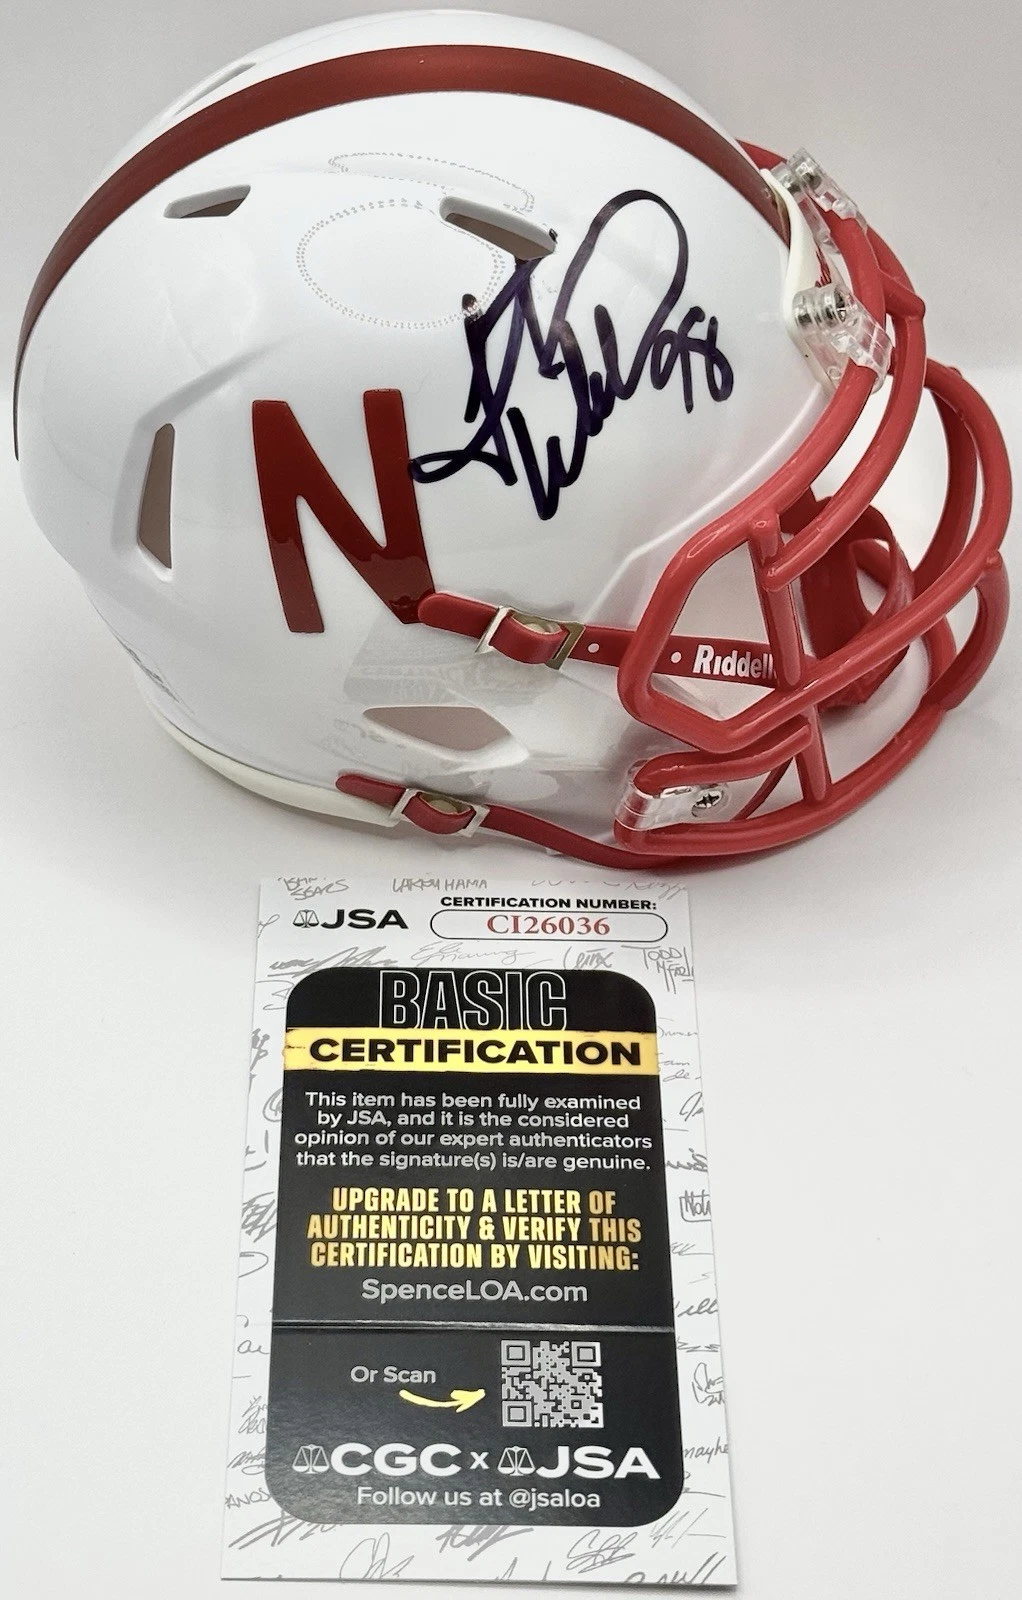 N
98
Riddell
JSA
CERTIFICATION NUMBER:
CI26036
BASIC
CERTIFICATION
This item has been fully examined
by JSA, and it is the considered
opinion of our expert authenticators
that the signature(s) is/are genuine.
UPGRADE TO A LETTER OF
AUTHENTICITY & VERIFY THIS
CERTIFICATION BY VISITING:
SpenceLOA.com
Or Scan
CGC x JSA
Follow us at @jsaloa